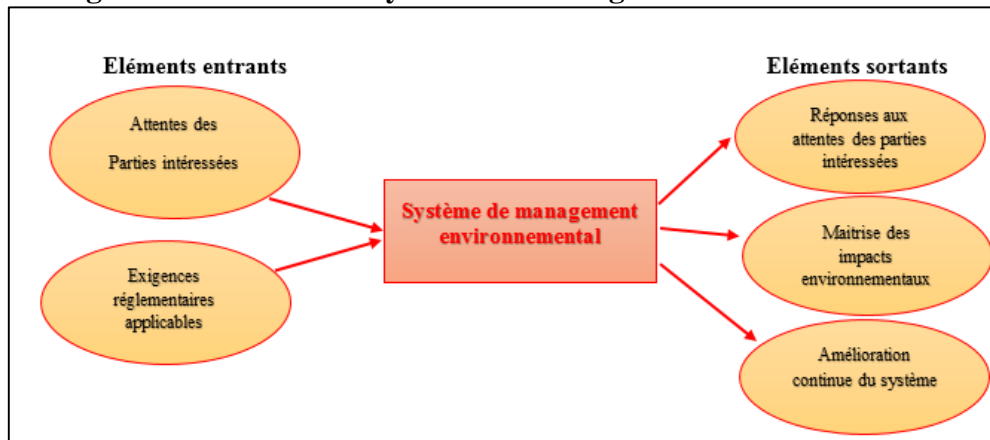 Eléments entrants
Eléments sortants
Attentes des
Parties intéressées
Exigences
réglementaires
applicables
Système de management
environnemental
Réponses aux
attentes des parties
intéressées
Maitrise des
impacts
environnementaux
Amélioration
continue du système